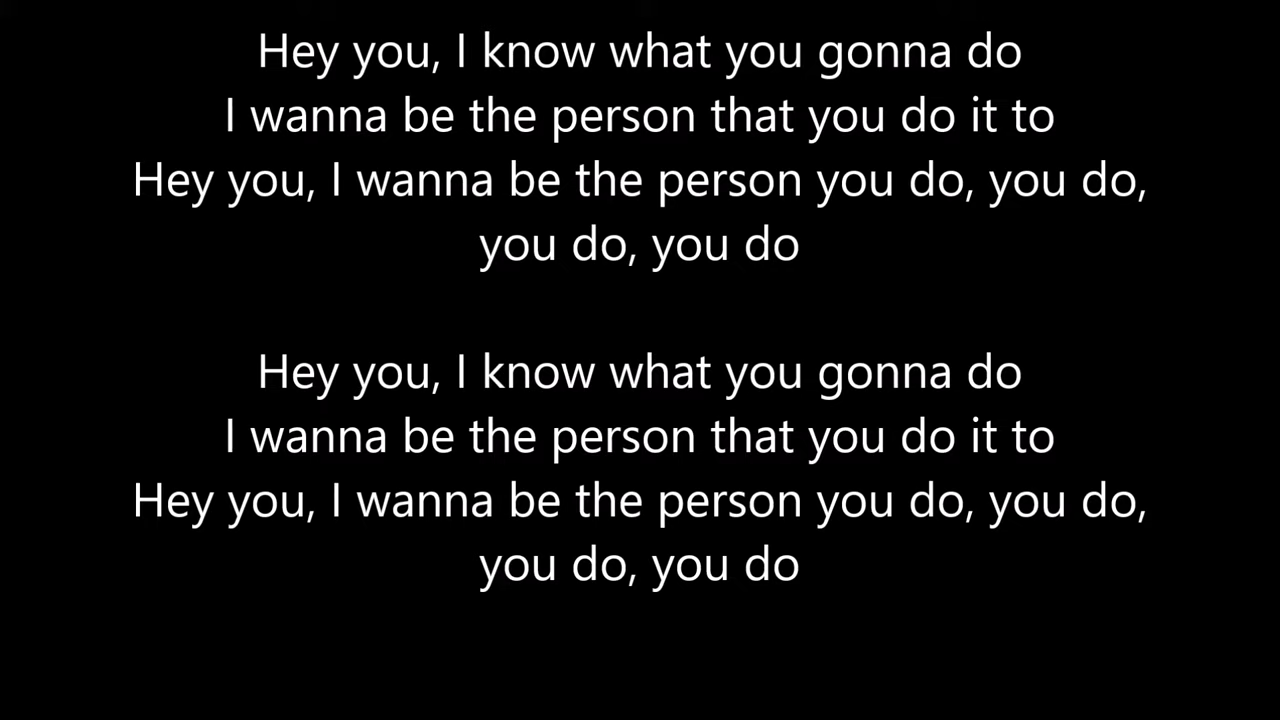 Hey you, I know what you gonna do
I wanna be the person that you do it to
Hey you, I wanna be the person you do, you do,
you do, you do
Hey you, I know what you gonna do
I wanna be the person that you do it to
Hey you, I wanna be the person you do, you do,
you do, you do